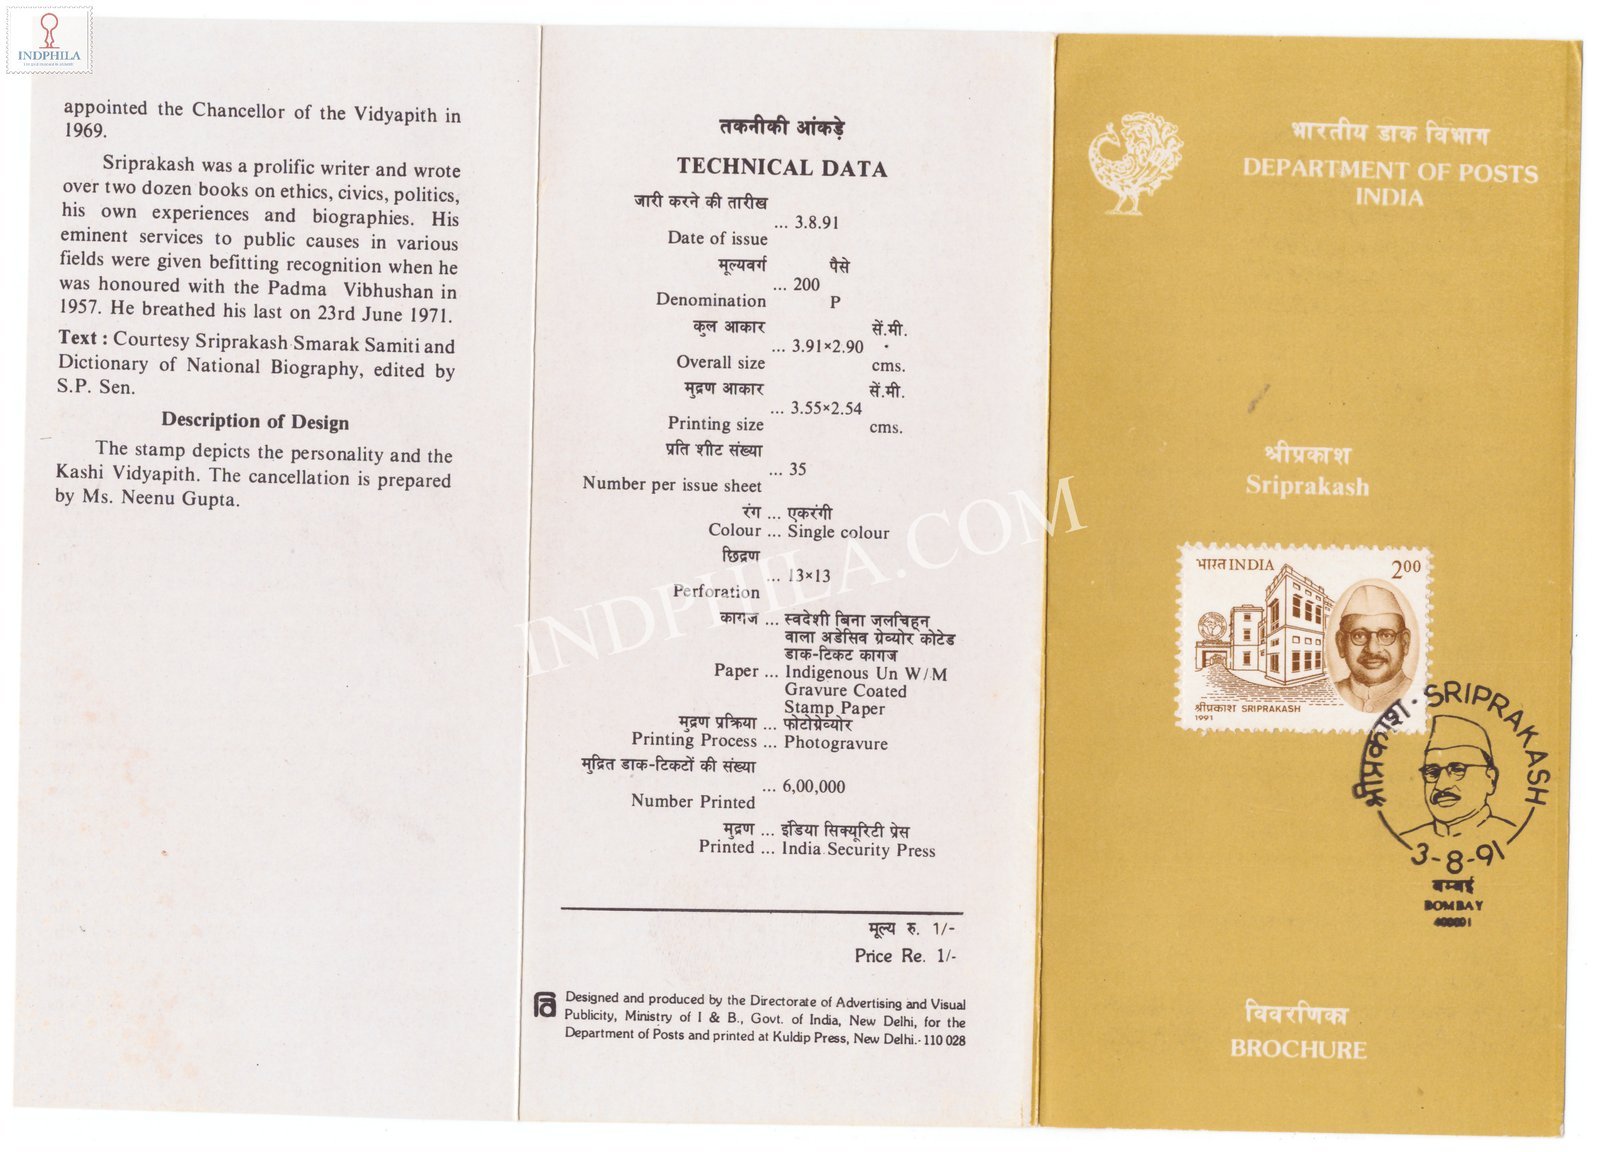 INDPHILA
appointed the Chancellor of the Vidyapith in
1969.
Sriprakash was a prolific writer and wrote
over two dozen books on ethics, civics, politics,
his own experiences and biographies. His
eminent services to public causes in various
fields were given befitting recognition when he
was honoured with the Padma Vibhushan in
1957. He breathed his last on 23rd June 1971.
Text : Courtesy Sriprakash Smarak Samiti and
Dictionary of National Biography, edited by
S.P. Sen.
Description of Design
The stamp depicts the personality and the
Kashi Vidyapith. The cancellation is prepared
by Ms. Neenu Gupta.
तकनीकी आंकड़े
TECHNICAL DATA
जारी करने की तारीख
... 3.8.91
Date of issue
मूल्यवर्ग पैसे
... 200
Denomination P
कुल आकार सें.मी.
... 3.91×2.90
Overall size cms.
मुद्रण आकार सें.मी.
... 3.55×2.54
Printing size cms.
प्रति शीट संख्या
... 35
Number per issue sheet
रंग ... एकरंगी
Colour ... Single colour
छिद्रण
... 13×13
Perforation
कागज ... स्वदेशी बिना जलचिहन
वाला अडेसिव ग्रेव्योर कोटेड
डाक-टिकट कागज
Paper ... Indigenous Un W/M
Gravure Coated
Stamp Paper
मुद्रण प्रक्रिया ... फोटोग्रेव्योर
Printing Process ... Photogravure
मुद्रित डाक-टिकटों की संख्या
... 6,00,000
Number Printed
मुद्रण ... इंडिया सिक्यूरिटी प्रेस
Printed ... India Security Press
मूल्य रु. 1/-
Price Re. 1/-
Designed and produced by the Directorate of Advertising and Visual
Publicity, Ministry of I & B., Govt. of India, New Delhi, for the
Department of Posts and printed at Kuldip Press, New Delhi.- 110 028
INDPHILA.COM
भारतीय डाक विभाग
DEPARTMENT OF POSTS
INDIA
श्रीप्रकाश
Sriprakash
भारत INDIA 200
श्रीप्रकाश SRIPRAKASH
1991
श्रीप्रकाश · SRIPRAKASH
3-8-91
बम्बई
BOMBAY
विवरणिका
BROCHURE